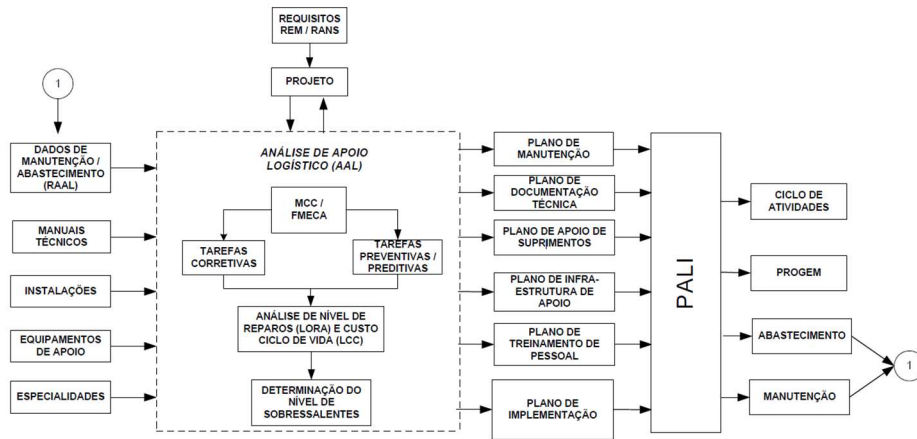 REQUISITOS
REM / RANS
PROJETO
1
DADOS DE
MANUTENÇÃO /
ABASTECIMENTO
(RAAL)
MANUAIS
TÉCNICOS
INSTALAÇÕES
EQUIPAMENTOS
DE APOIO
ESPECIALIDADES
ANÁLISE DE APOIO
LOGÍSTICO (AAL)
MCC /
FMECA
TAREFAS
CORRETIVAS
TAREFAS
PREVENTIVAS /
PREDITIVAS
ANÁLISE DE NÍVEL DE
REPAROS (LORA) E CUSTO
CICLO DE VIDA (LCC)
DETERMINAÇÃO DO
NÍVEL DE
SOBRESSALENTES
PLANO DE
MANUTENÇÃO
PLANO DE
DOCUMENTAÇÃO
TÉCNICA
PLANO DE APOIO DE
SUPRIMENTOS
PLANO DE INFRA-
ESTRUTURA DE
APOIO
PLANO DE
TREINAMENTO DE
PESSOAL
PLANO DE
IMPLEMENTAÇÃO
PALI
CICLO DE
ATIVIDADES
PROGEM
ABASTECIMENTO
MANUTENÇÃO
1